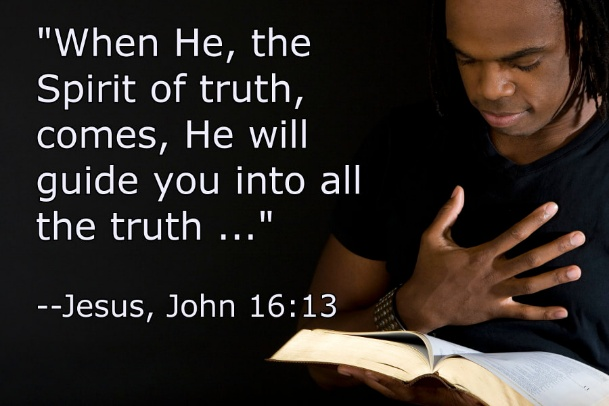 "When He, the
Spirit of truth,
comes, He will
guide you into all
the truth ..."
--Jesus, John 16:13